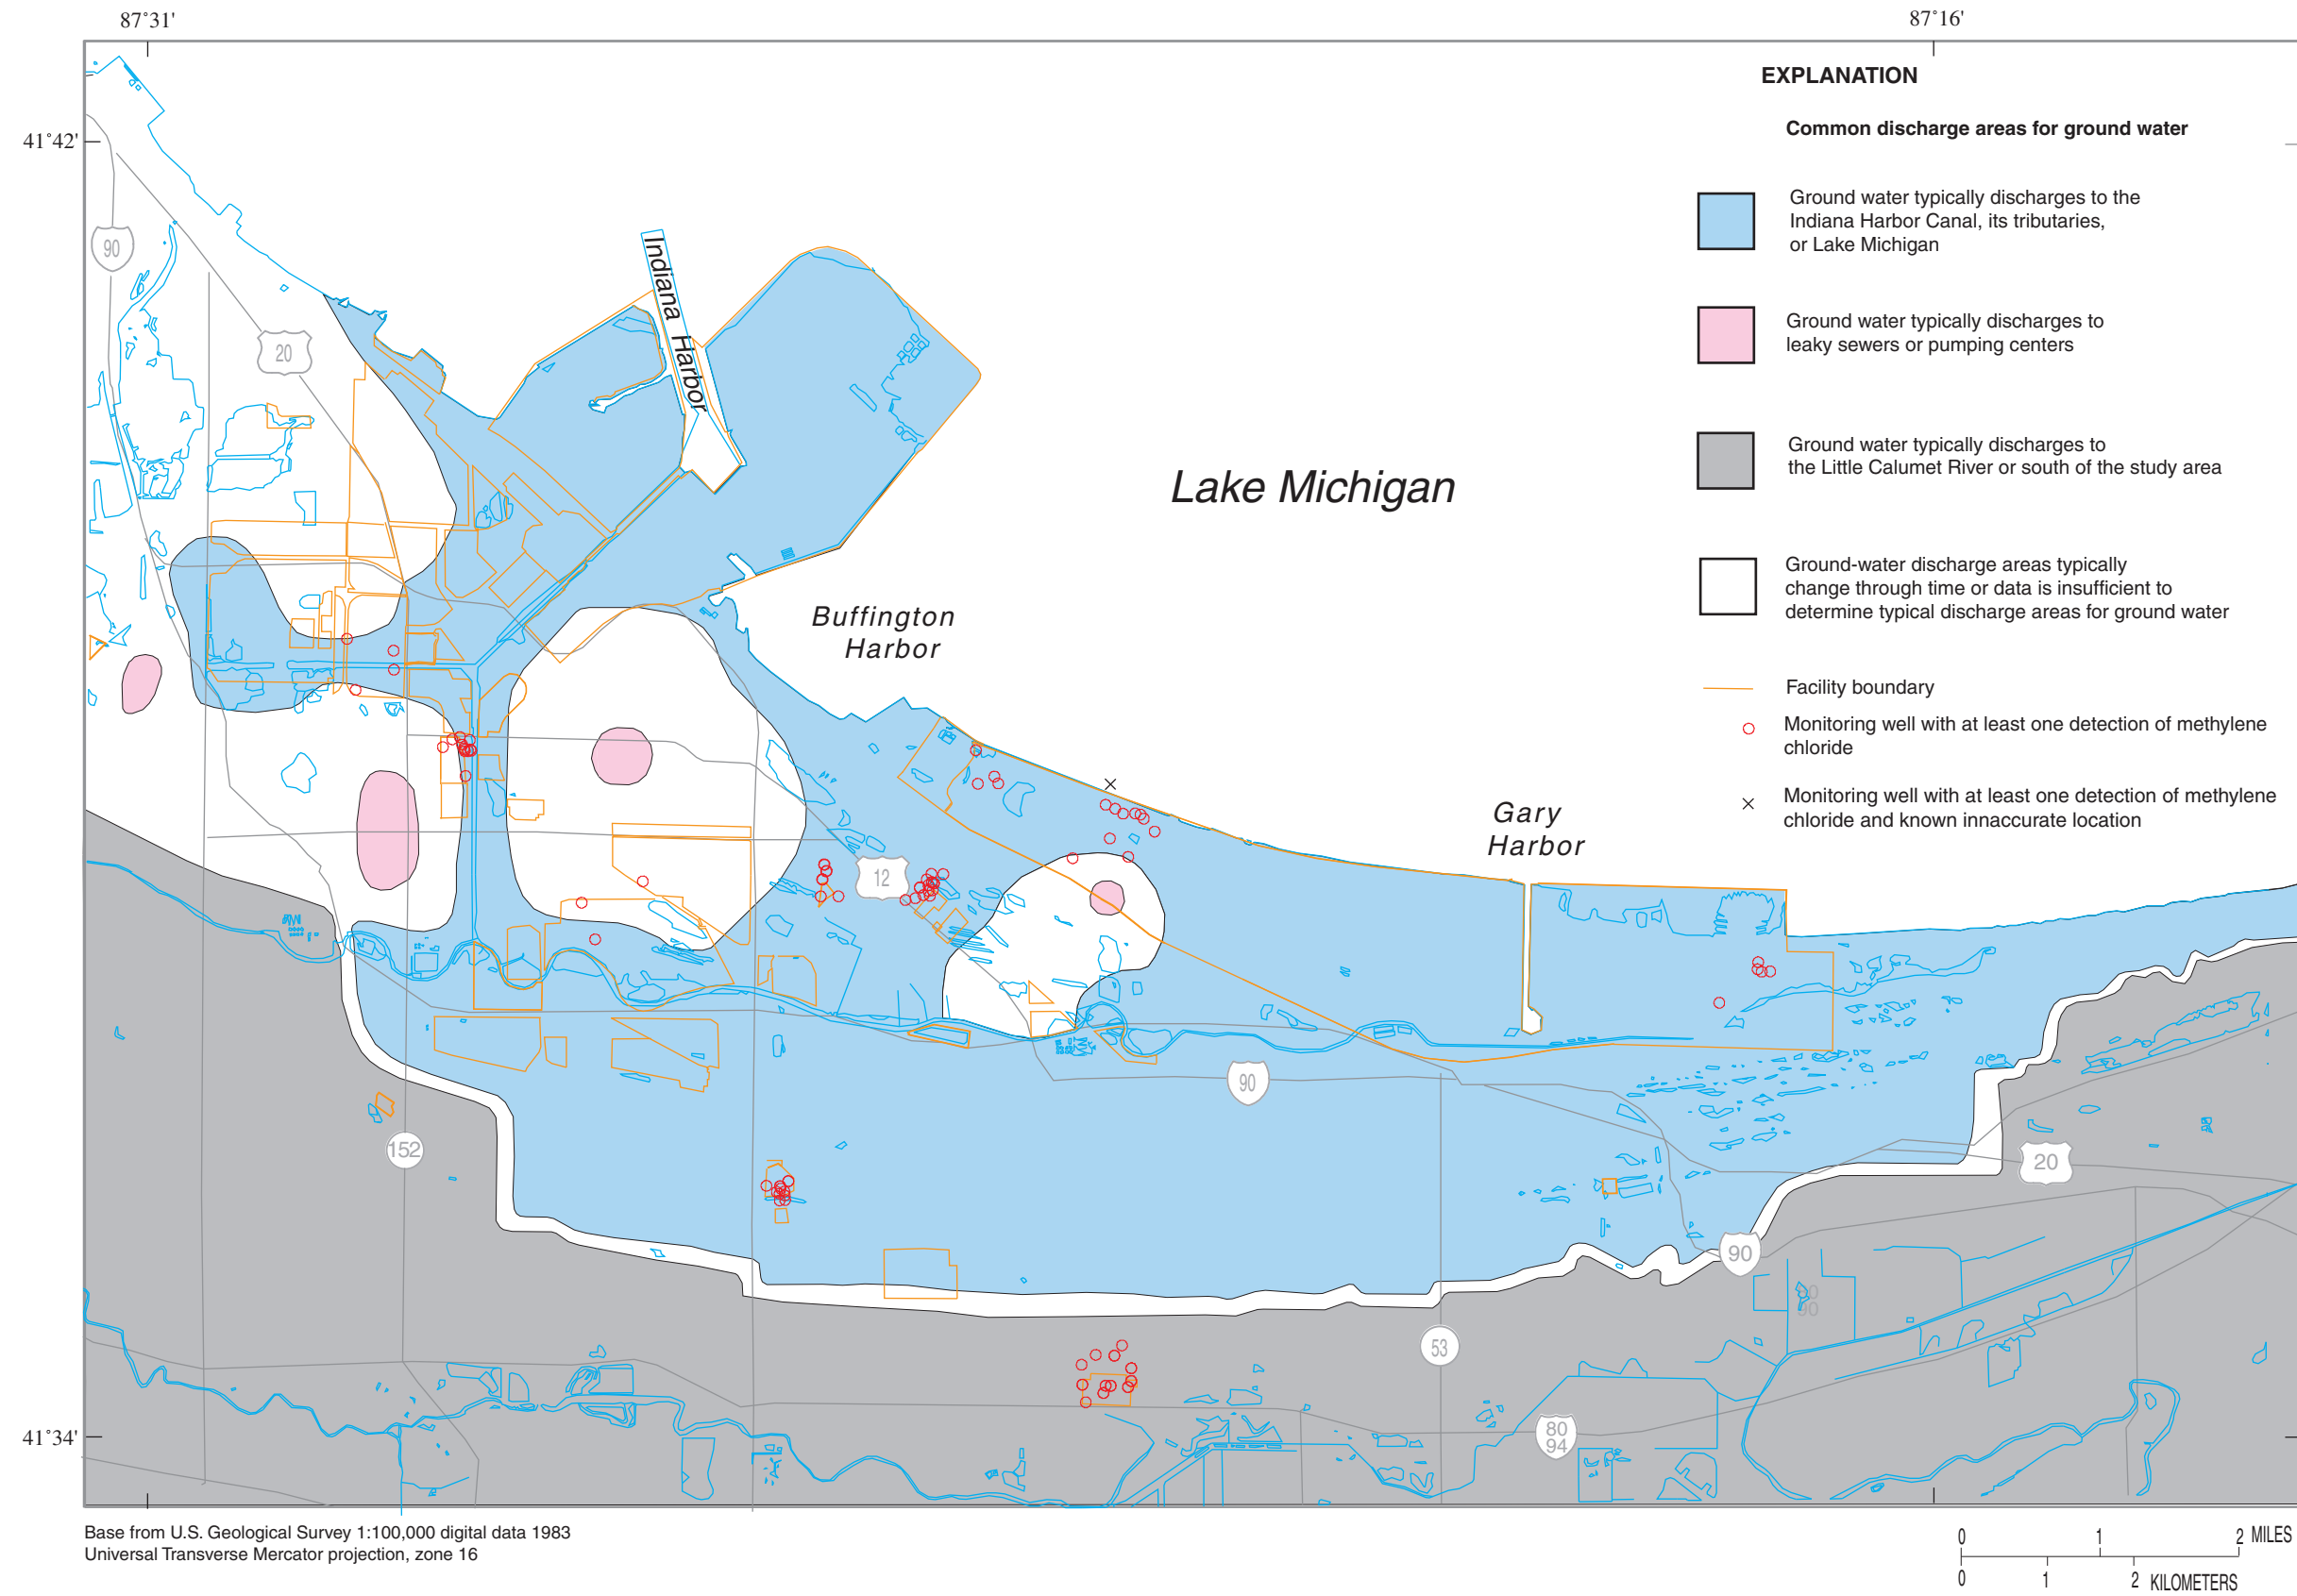 87°31'
87°16'
EXPLANATION
Common discharge areas for ground water
41°42'
Ground water typically discharges to the
Indiana Harbor Canal, its tributaries,
or Lake Michigan
90
Indiana Harbor
20
Ground water typically discharges to
leaky sewers or pumping centers
Ground water typically discharges to
the Little Calumet River or south of the study area
Lake Michigan
Ground-water discharge areas typically
change through time or data is insufficient to
determine typical discharge areas for ground water
Buffington
Harbor
Facility boundary
Monitoring well with at least one detection of methylene
chloride
Monitoring well with at least one detection of methylene
chloride and known innaccurate location
Gary
Harbor
12
90
152
20
90
90
90
53
80
94
41°34'
Base from U.S. Geological Survey 1:100,000 digital data 1983
Universal Transverse Mercator projection, zone 16
0 1 2 MILES
0 1 2 KILOMETERS